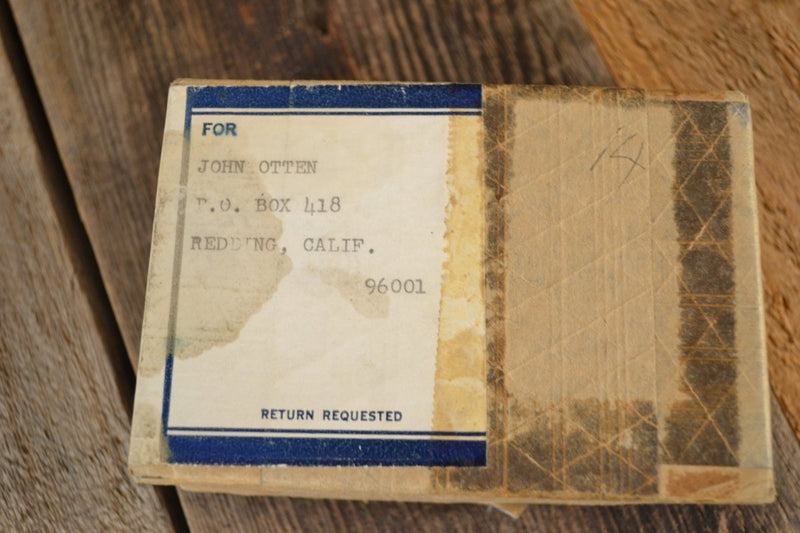 FOR
JOHN OTTEN
P.O. BOX 418
REDDING, CALIF.
96001
RETURN REQUESTED
14